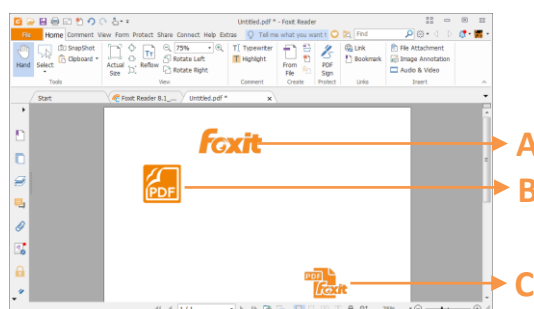 Untitled.pdf * - Foxit Reader
File Home Comment View Form Protect Share Connect Help Extras Tell me what you want t Find
Hand
Select
SnapShot
Clipboard
Actual Size
Reflow
75%
Rotate Left
Rotate Right
Typewriter
Highlight
From File
PDF Sign
Link
Bookmark
File Attachment
Image Annotation
Audio & Video
Tools View Comment Create Protect Links Insert
Start Foxit Reader 8.1_... Untitled.pdf * x
Foxit A
PDF B
PDF Foxit C